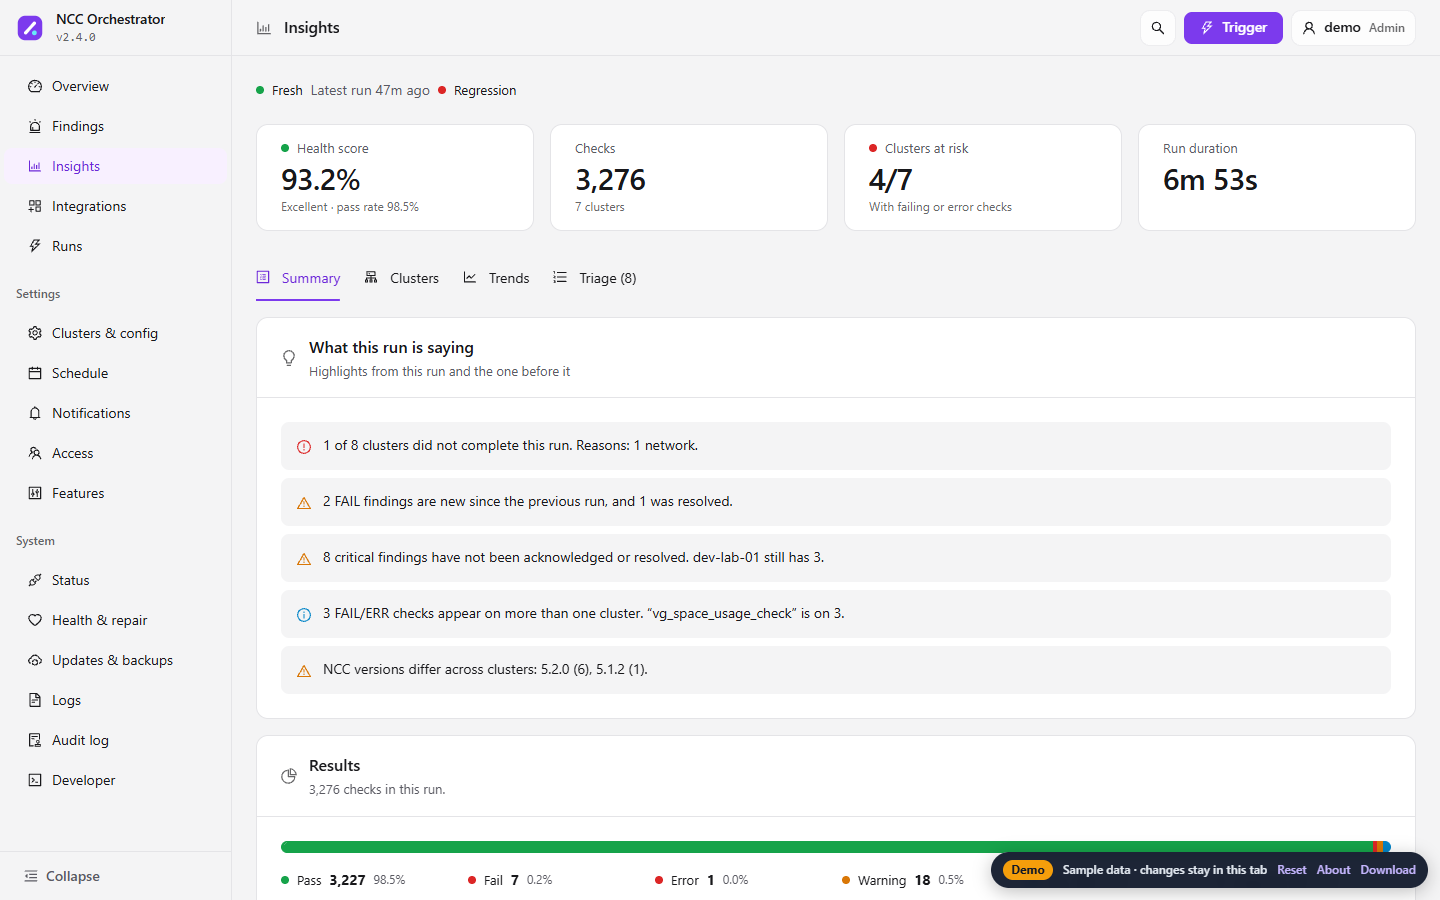 NCC Orchestrator
v2.4.0
Insights
Trigger
demo Admin
Overview
Findings
Insights
Integrations
Runs
Settings
Clusters & config
Schedule
Notifications
Access
Features
System
Status
Health & repair
Updates & backups
Logs
Audit log
Developer
Collapse
Fresh Latest run 47m ago Regression
Health score
93.2%
Excellent · pass rate 98.5%
Checks
3,276
7 clusters
Clusters at risk
4/7
With failing or error checks
Run duration
6m 53s
Summary Clusters Trends Triage (8)
What this run is saying
Highlights from this run and the one before it
1 of 8 clusters did not complete this run. Reasons: 1 network.
2 FAIL findings are new since the previous run, and 1 was resolved.
8 critical findings have not been acknowledged or resolved. dev-lab-01 still has 3.
3 FAIL/ERR checks appear on more than one cluster. “vg_space_usage_check” is on 3.
NCC versions differ across clusters: 5.2.0 (6), 5.1.2 (1).
Results
3,276 checks in this run.
Pass 3,227 98.5% Fail 7 0.2% Error 1 0.0% Warning 18 0.5%
Demo Sample data · changes stay in this tab Reset About Download